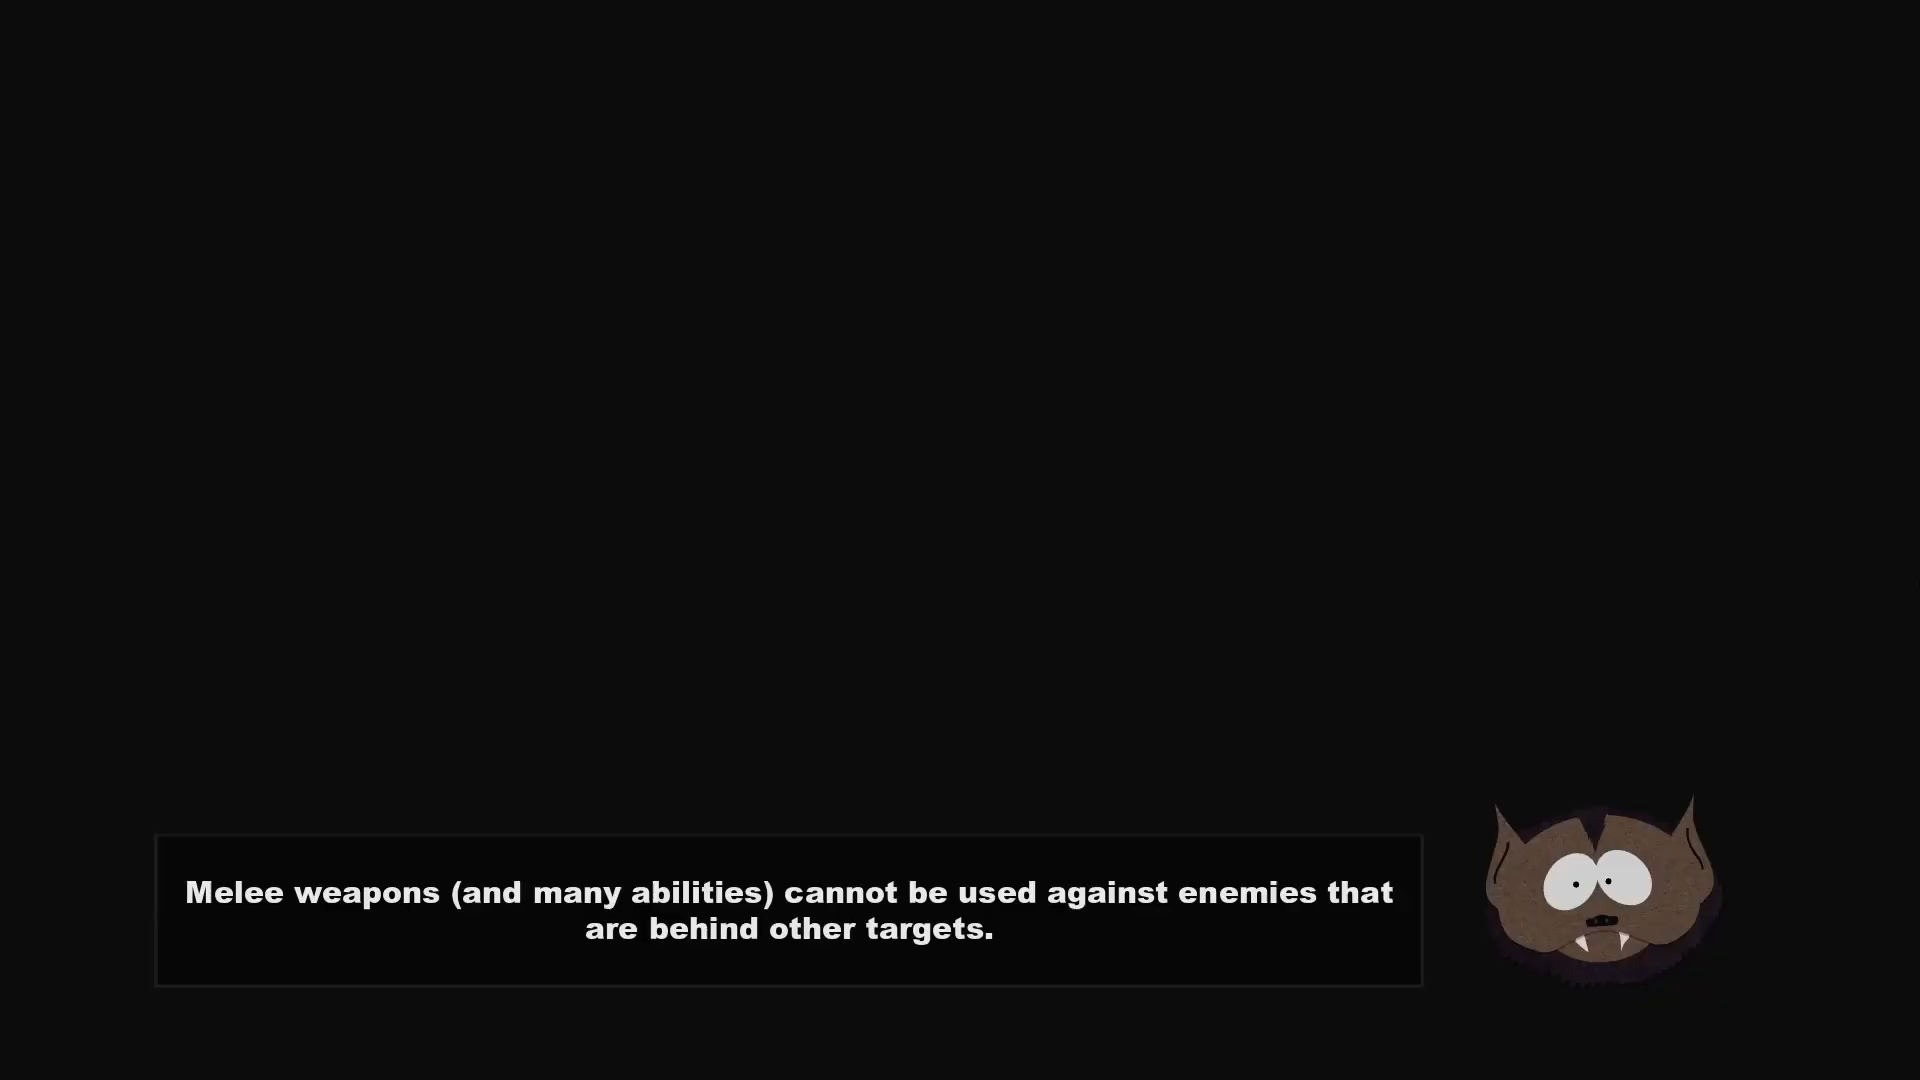 Melee weapons (and many abilities) cannot be used against enemies that
are behind other targets.